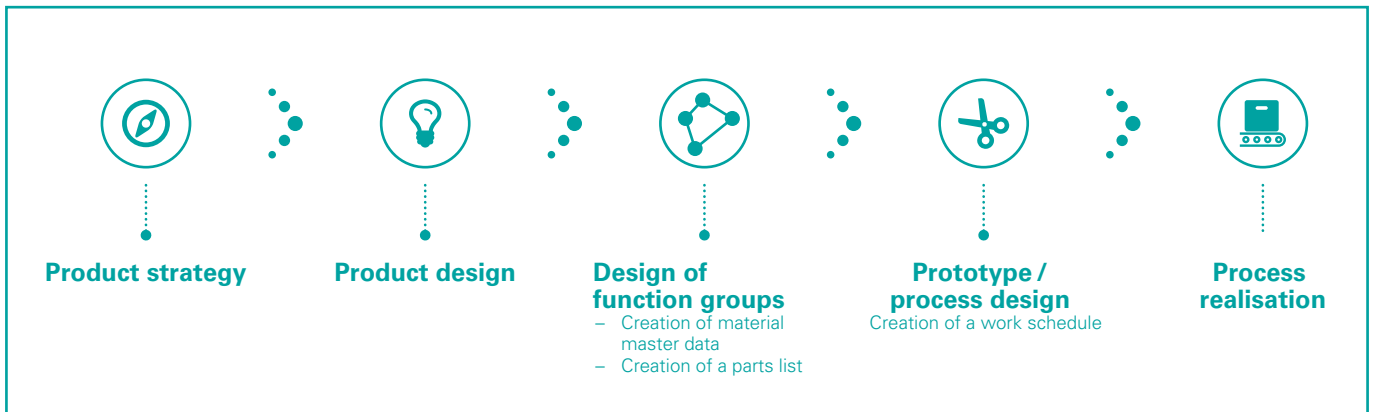 Product strategy
Product design
Design of
function groups
– Creation of material
master data
– Creation of a parts list
Prototype /
process design
Creation of a work schedule
Process
realisation